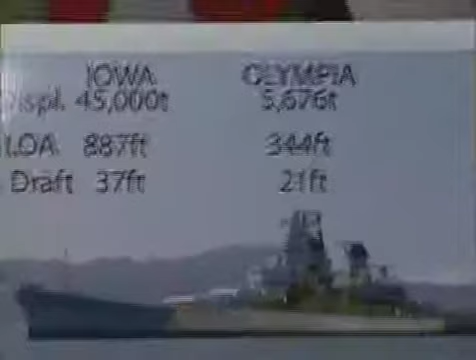 IOWA OLYMPIA
Displ. 45,000t 5,676t
LOA 887ft 344ft
Draft 37ft 21ft